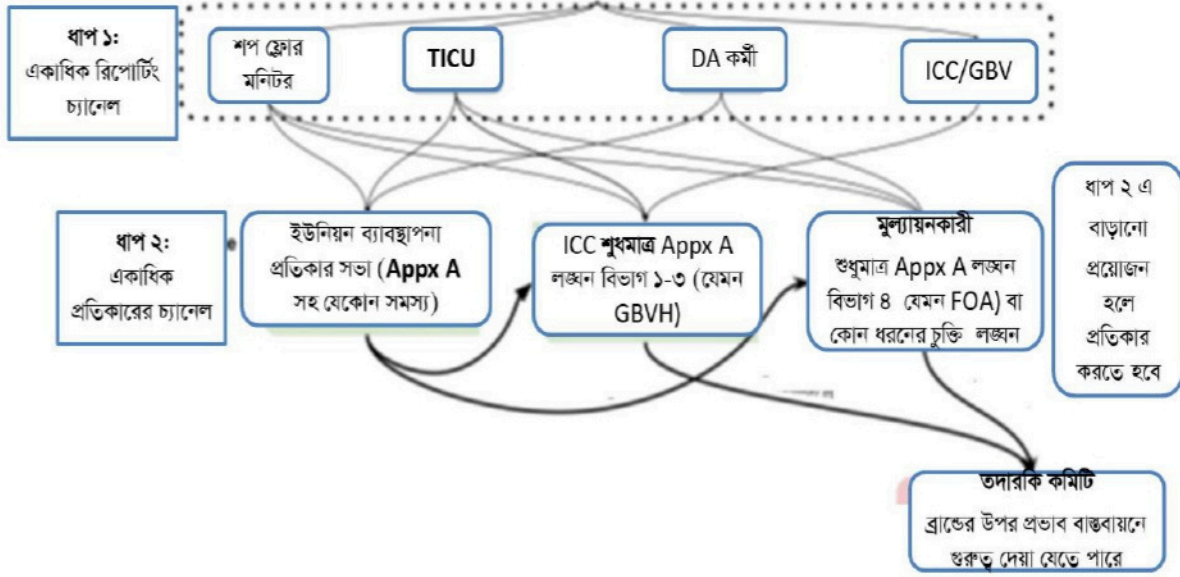 ধাপ ১:
একাধিক রিপোর্টিং
চ্যানেল
শপ ফ্লোর
মনিটর
TICU
DA কর্মী
ICC/GBV
ধাপ ২:
একাধিক
প্রতিকারের চ্যানেল
ইউনিয়ন ব্যাবস্থাপনা
প্রতিকার সভা (Appx A
সহ যেকোন সমস্য)
ICC শুধমাত্র Appx A
লঙ্ঘন বিভাগ ১-৩ (যেমন
GBVH)
মুল্যায়নকারী
শুধুমাত্র Appx A লঙ্ঘন
বিভাগ ৪ যেমন FOA) বা
কোন ধরনের চুক্তি লঙ্ঘন
ধাপ ২ এ
বাড়ানো
প্রয়োজন
হলে
প্রতিকার
করতে হবে
তদারকি কমিটি
ব্রান্ডের উপর প্রভাব বাস্তবায়নে
গুরুত্ব দেয়া যেতে পারে